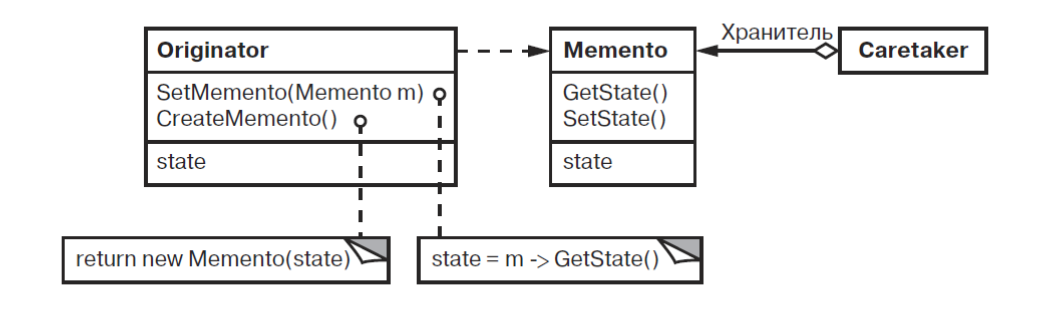 Originator
SetMemento(Memento m)
CreateMemento()
state
Memento
GetState()
SetState()
state
Хранитель
Caretaker
return new Memento(state)
state = m -> GetState()